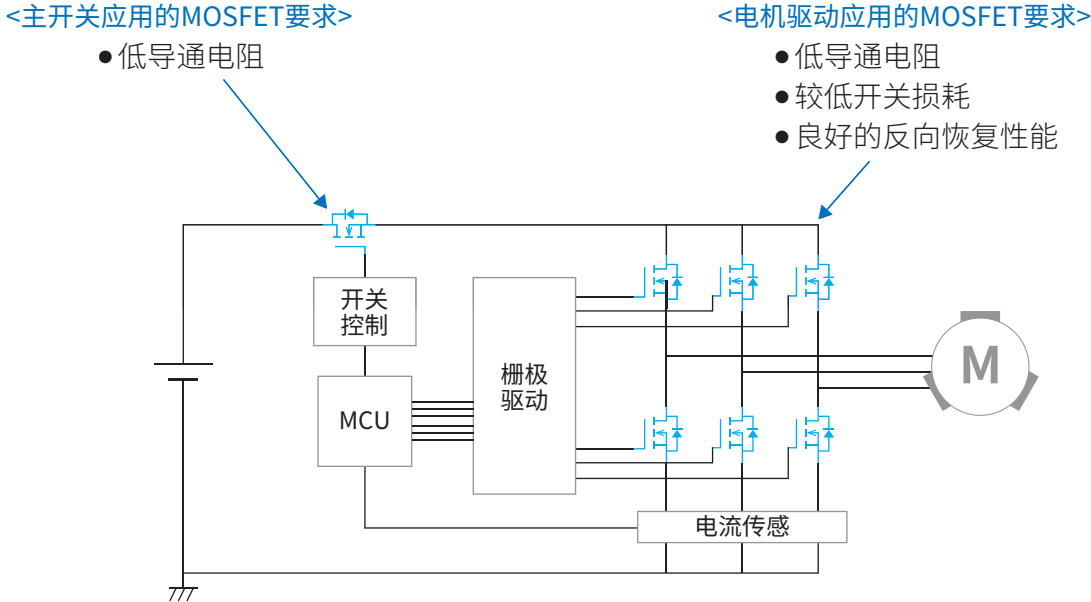 <主开关应用的MOSFET要求>
●低导通电阻
<电机驱动应用的MOSFET要求>
●低导通电阻
●较低开关损耗
●良好的反向恢复性能
开关
控制
MCU
栅极
驱动
M
电流传感